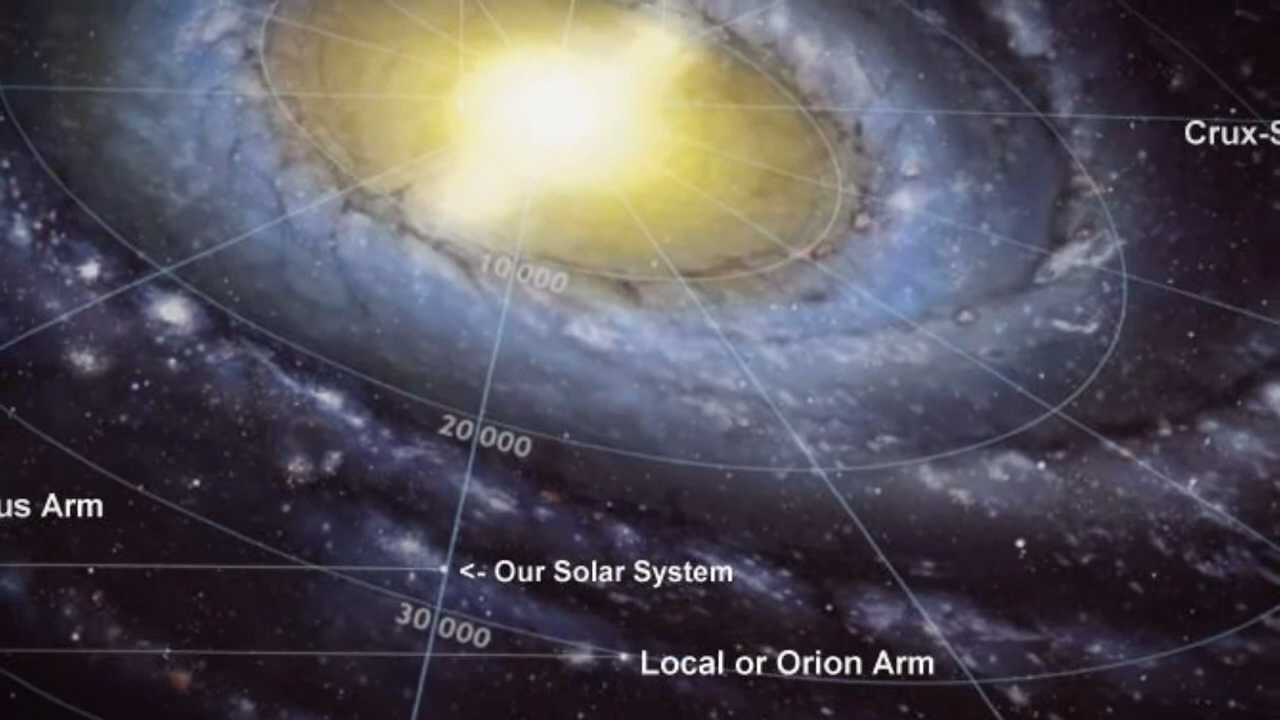 Crux-S
10 000
20 000
us Arm
<- Our Solar System
30 000
Local or Orion Arm